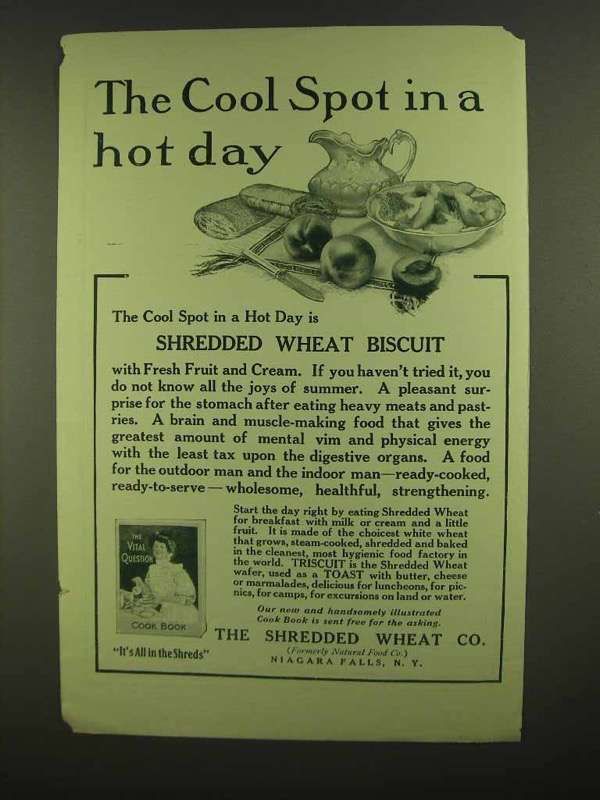 The Cool Spot in a
hot day
The Cool Spot in a Hot Day is
SHREDDED WHEAT BISCUIT
with Fresh Fruit and Cream. If you haven't tried it, you
do not know all the joys of summer. A pleasant sur-
prise for the stomach after eating heavy meats and past-
ries. A brain and muscle-making food that gives the
greatest amount of mental vim and physical energy
with the least tax upon the digestive organs. A food
for the outdoor man and the indoor man—ready-cooked,
ready-to-serve—wholesome, healthful, strengthening.
Start the day right by eating Shredded Wheat
for breakfast with milk or cream and a little
fruit. It is made of the choicest white wheat
that grows, steam-cooked, shredded and baked
in the cleanest, most hygienic food factory in
the world. TRISCUIT is the Shredded Wheat
wafer, used as a TOAST with butter, cheese
or marmalades, delicious for luncheons, for pic-
nics, for camps, for excursions on land or water.
Our new and handsomely illustrated
Cook Book is sent free for the asking.
THE
VITAL
QUESTION
COOK BOOK
"It's All in the Shreds"
THE SHREDDED WHEAT CO.
(Formerly Natural Food Co.)
NIAGARA FALLS, N. Y.